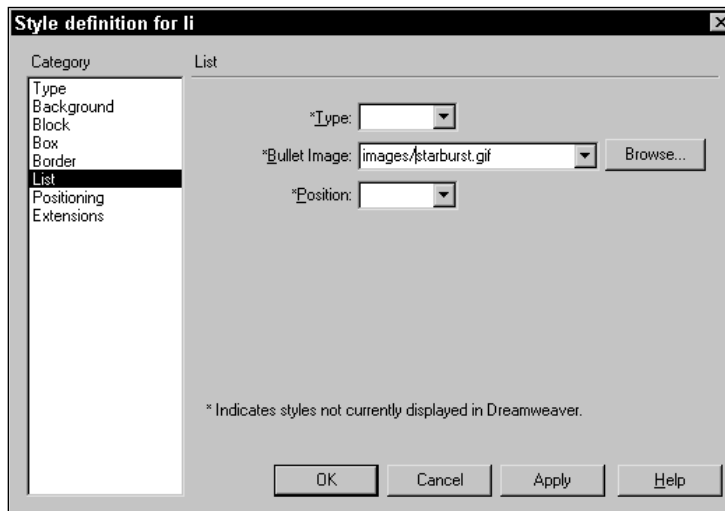 Style definition for li
Category
Type
Background
Block
Box
Border
List
Positioning
Extensions
List
*Type:
*Bullet Image: images/starburst.gif Browse...
*Position:
* Indicates styles not currently displayed in Dreamweaver.
OK Cancel Apply Help